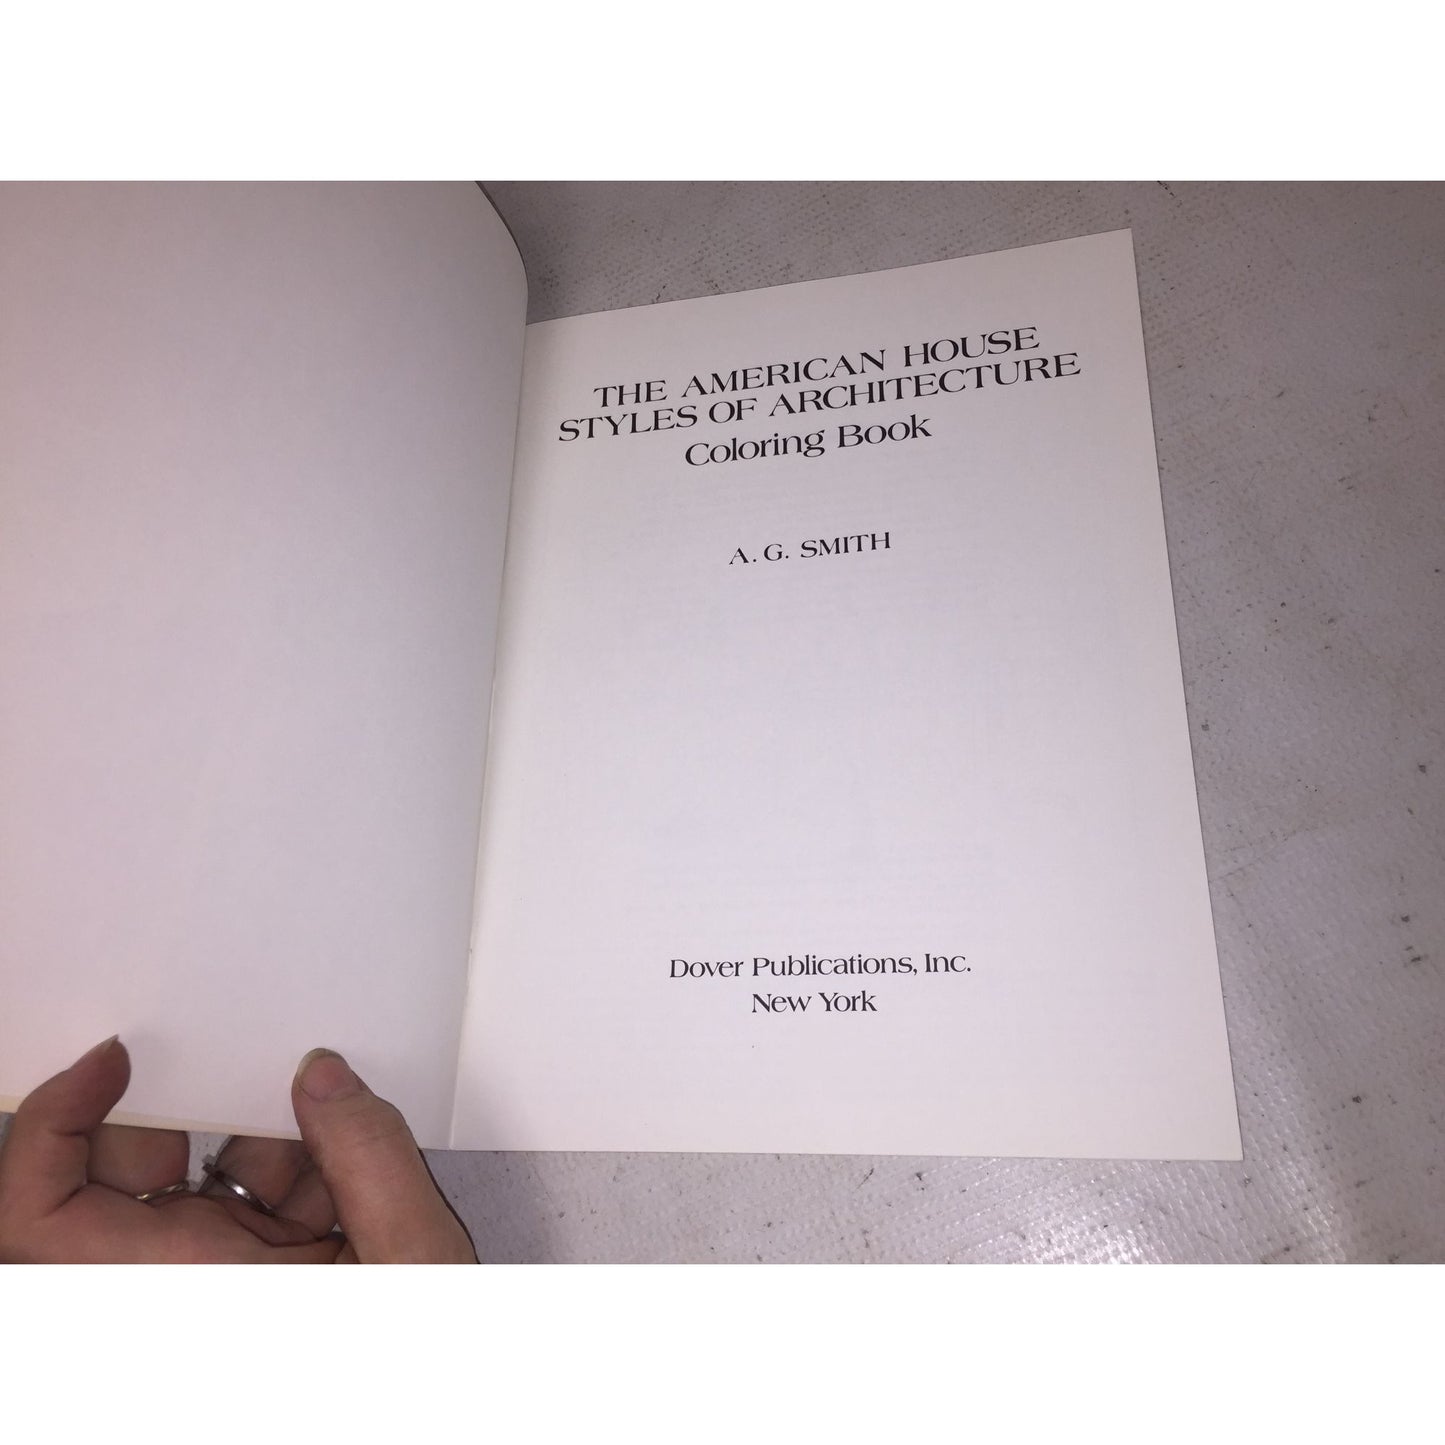 THE AMERICAN HOUSE
STYLES OF ARCHITECTURE
Coloring Book
A. G. SMITH
Dover Publications, Inc.
New York